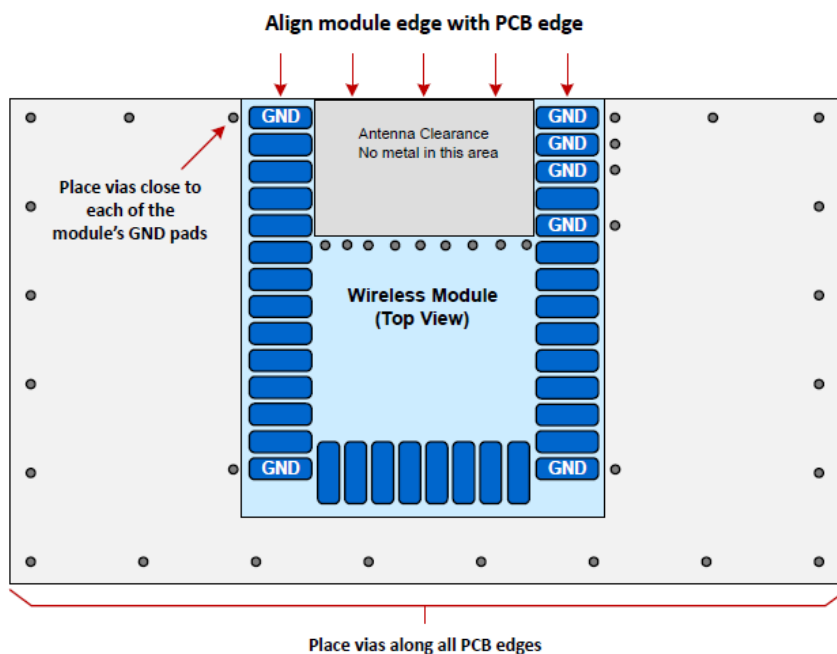 Align module edge with PCB edge
GND
GND
Antenna Clearance
No metal in this area
GND
GND
Place vias close to
each of the
module's GND pads
GND
Wireless Module
(Top View)
GND
GND
Place vias along all PCB edges